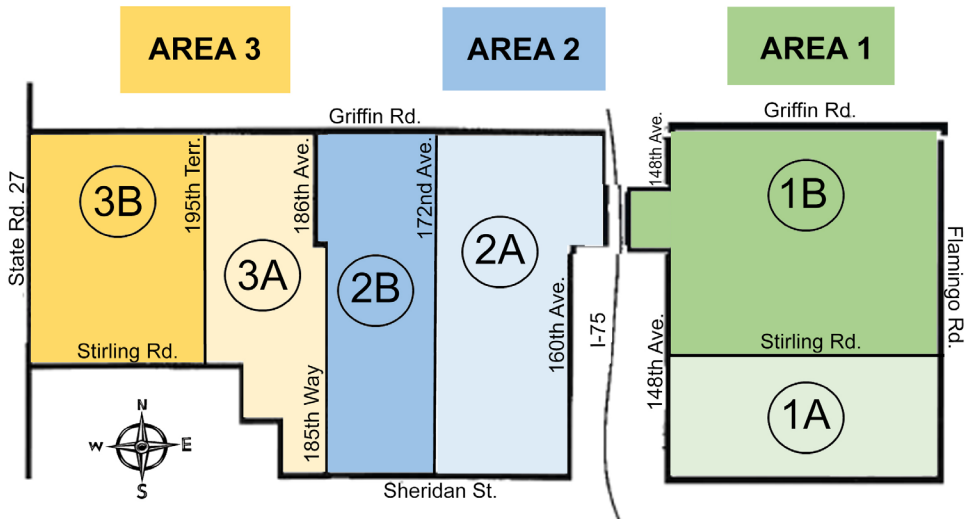 AREA 3
AREA 2
AREA 1
Griffin Rd.
Griffin Rd.
State Rd. 27
3B
195th Terr.
3A
186th Ave.
185th Way
2B
172nd Ave.
2A
160th Ave.
I-75
148th Ave.
148th Ave.
1B
Flamingo Rd.
Stirling Rd.
Stirling Rd.
1A
Sheridan St.
N
W
E
S